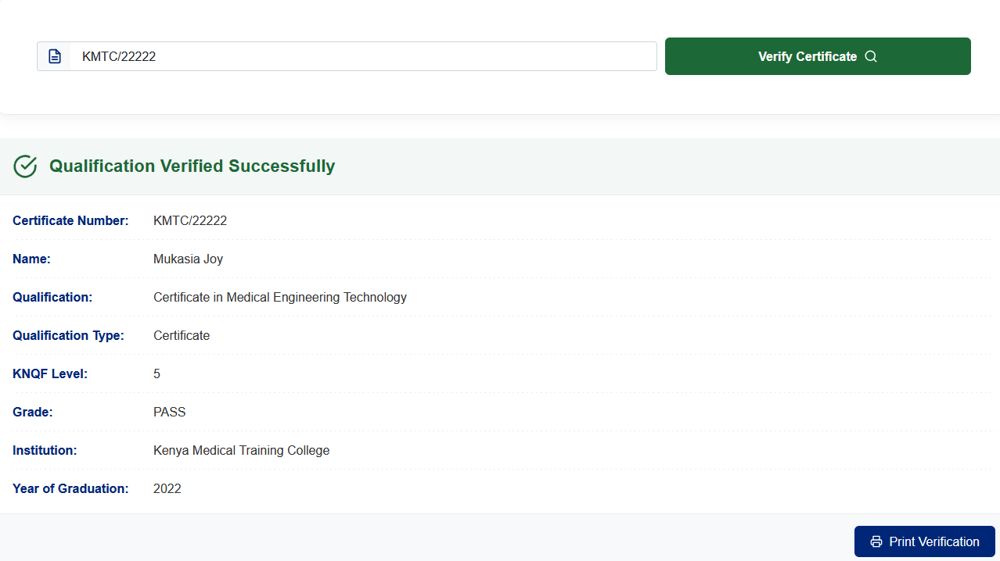 KMTC/22222
Verify Certificate
Qualification Verified Successfully
Certificate Number: KMTC/22222
Name: Mukasia Joy
Qualification: Certificate in Medical Engineering Technology
Qualification Type: Certificate
KNQF Level: 5
Grade: PASS
Institution: Kenya Medical Training College
Year of Graduation: 2022
Print Verification